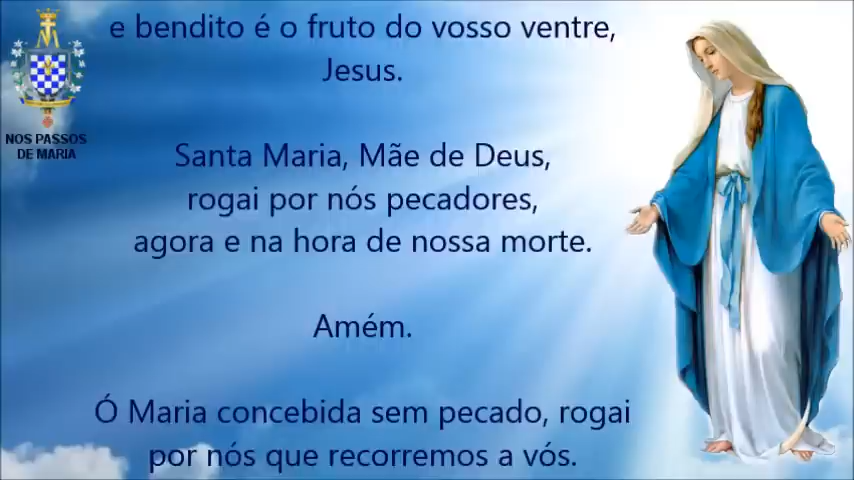 e bendito é o fruto do vosso ventre,
Jesus.
NOS PASSOS
DE MARIA
Santa Maria, Mãe de Deus,
rogai por nós pecadores,
agora e na hora de nossa morte.
Amém.
Ó Maria concebida sem pecado, rogai
por nós que recorremos a vós.